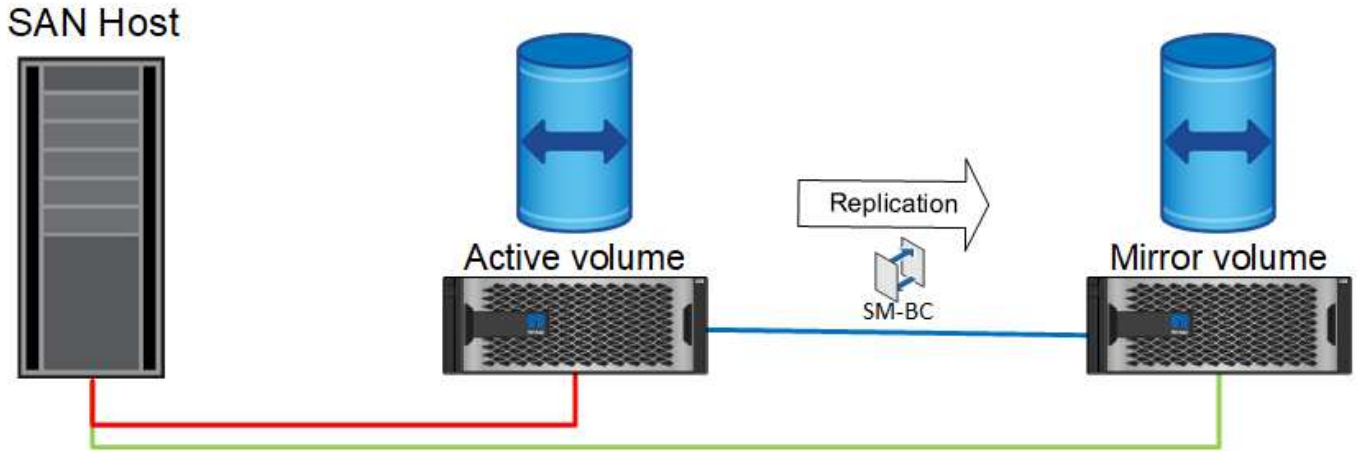 SAN Host
Replication
Active volume
Mirror volume
SM-BC